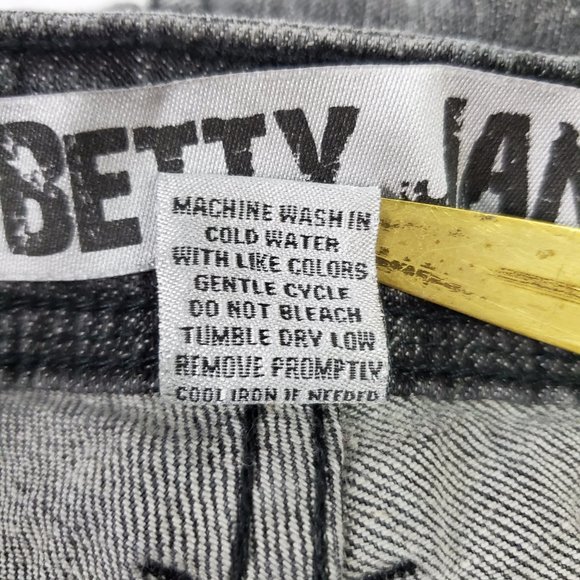 BETTY JAN
MACHINE WASH IN
COLD WATER
WITH LIKE COLORS
GENTLE CYCLE
DO NOT BLEACH
TUMBLE DRY LOW
REMOVE PROMPTLY
COOL IRON IF NEEDED